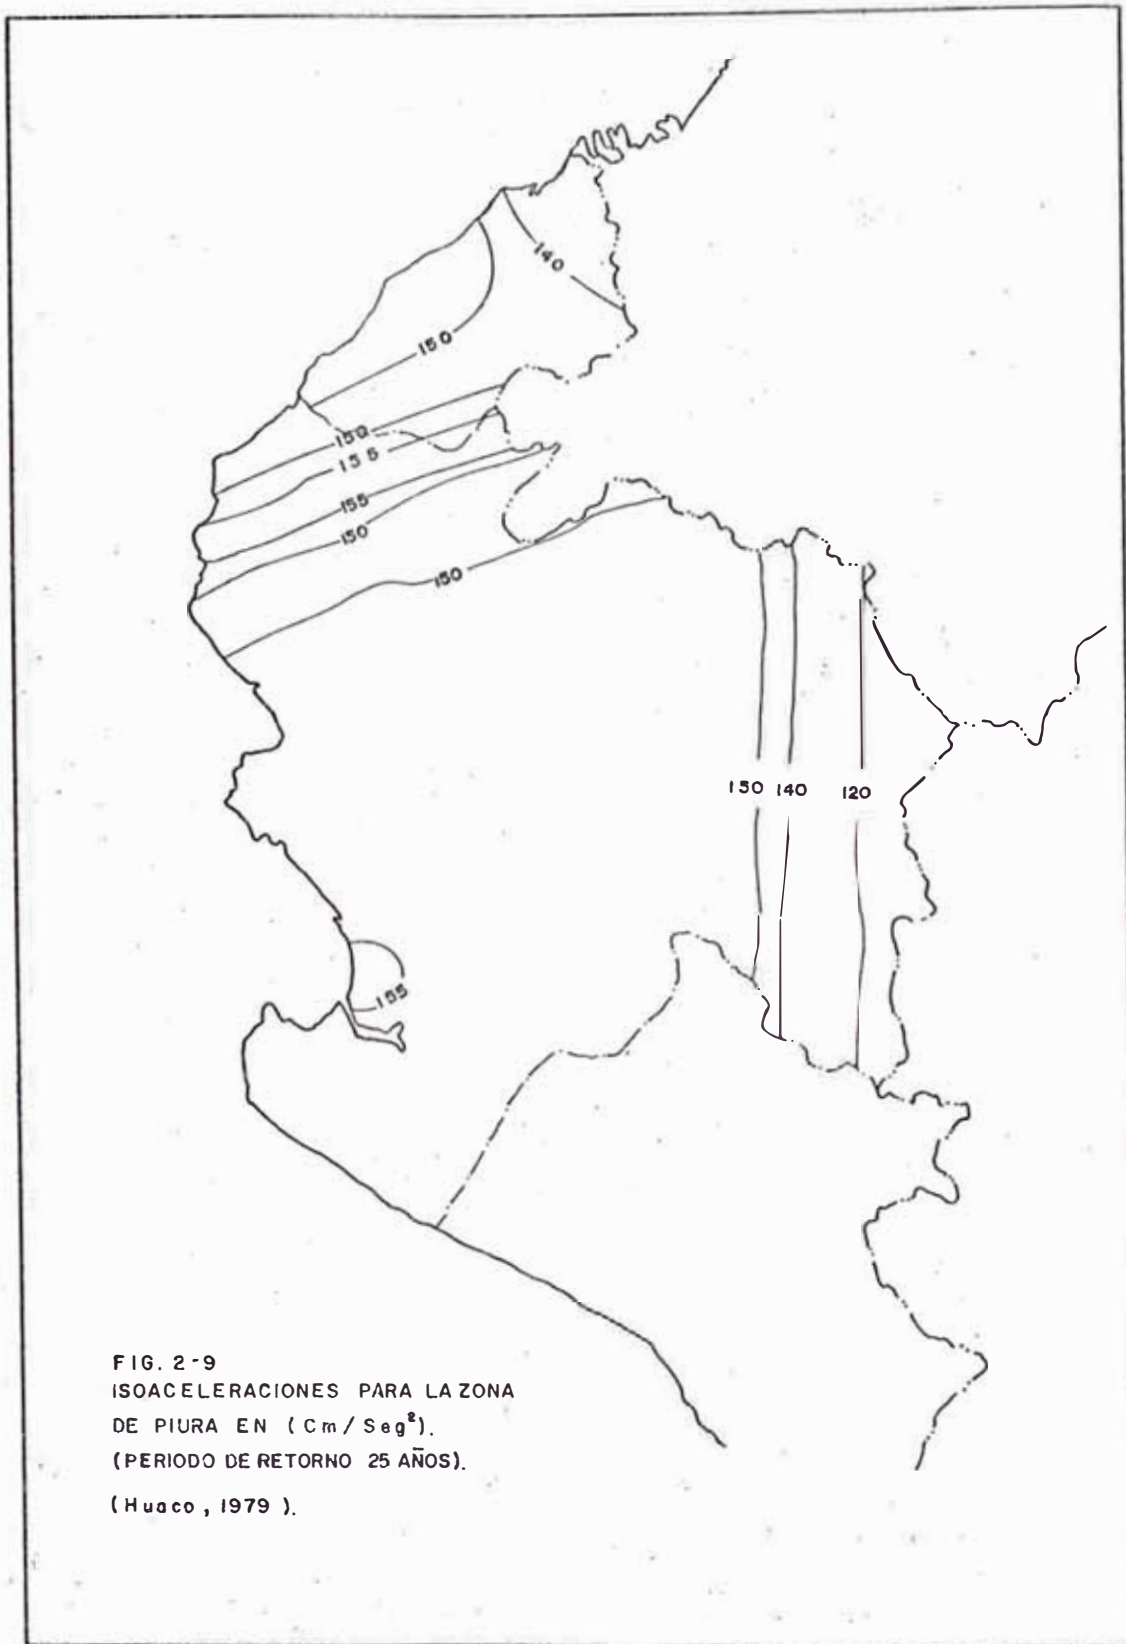 140
150
150
155
155
150
150
150 140 120
155
FIG. 2-9
ISOACELERACIONES PARA LA ZONA
DE PIURA EN (Cm/Seg²).
(PERIODO DE RETORNO 25 AÑOS).
(Huaco, 1979 ).